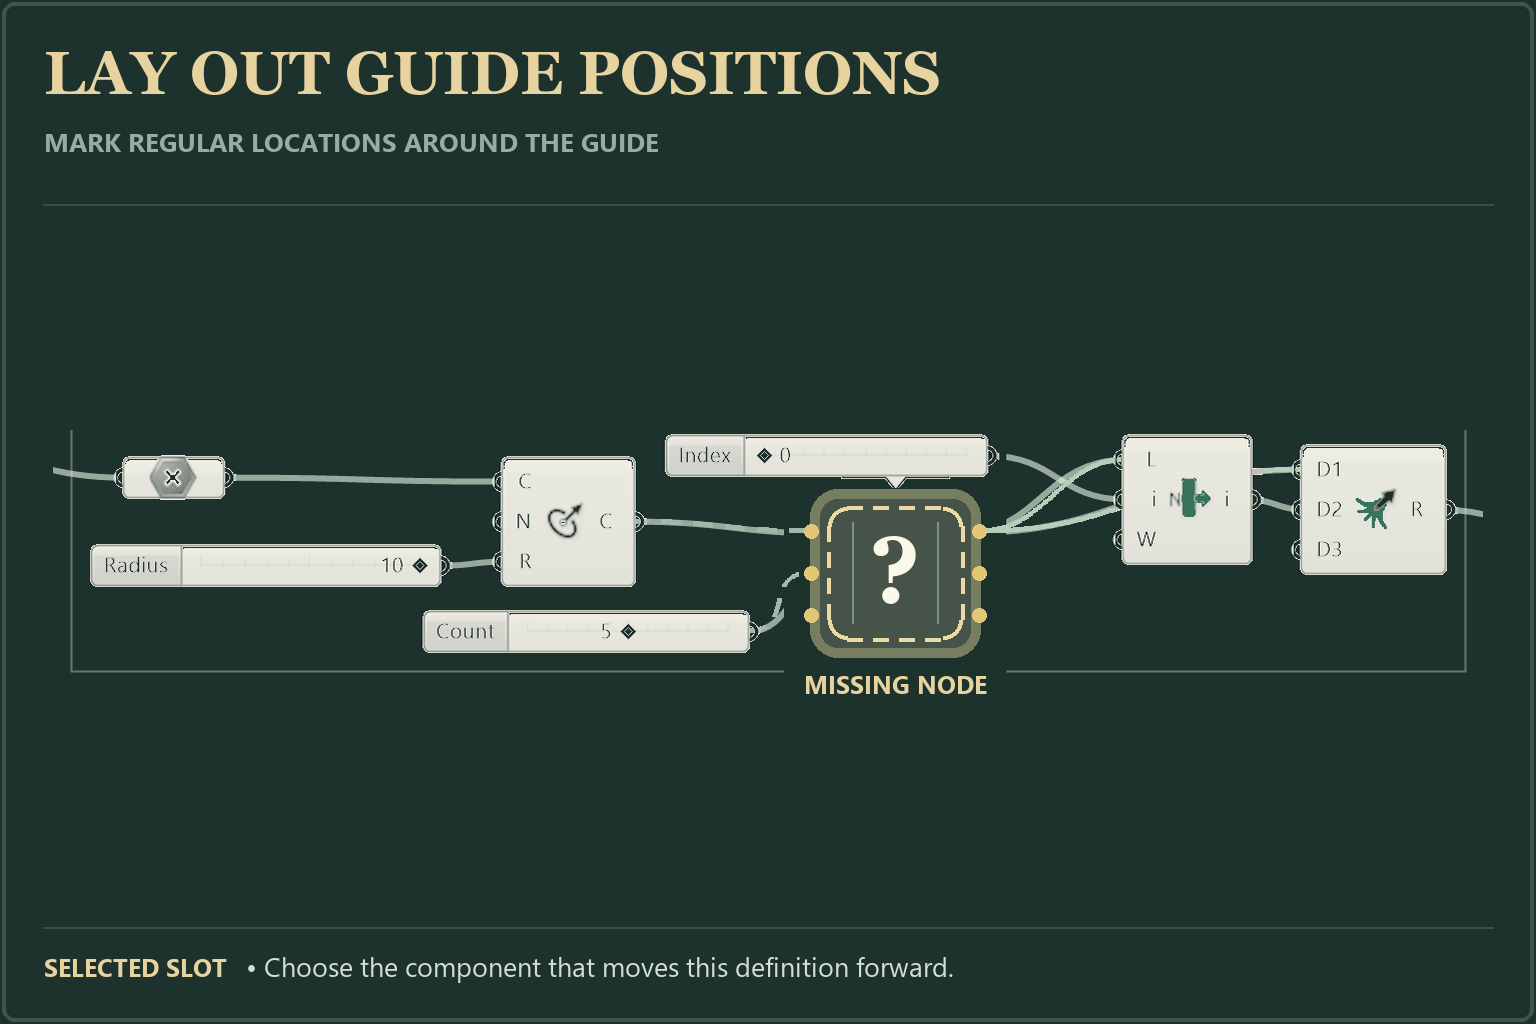 LAY OUT GUIDE POSITIONS
MARK REGULAR LOCATIONS AROUND THE GUIDE
Index 0
L
C
D1
N C
i i
D2 R
Radius 10
R
?
W
D3
Count 5
MISSING NODE
SELECTED SLOT • Choose the component that moves this definition forward.